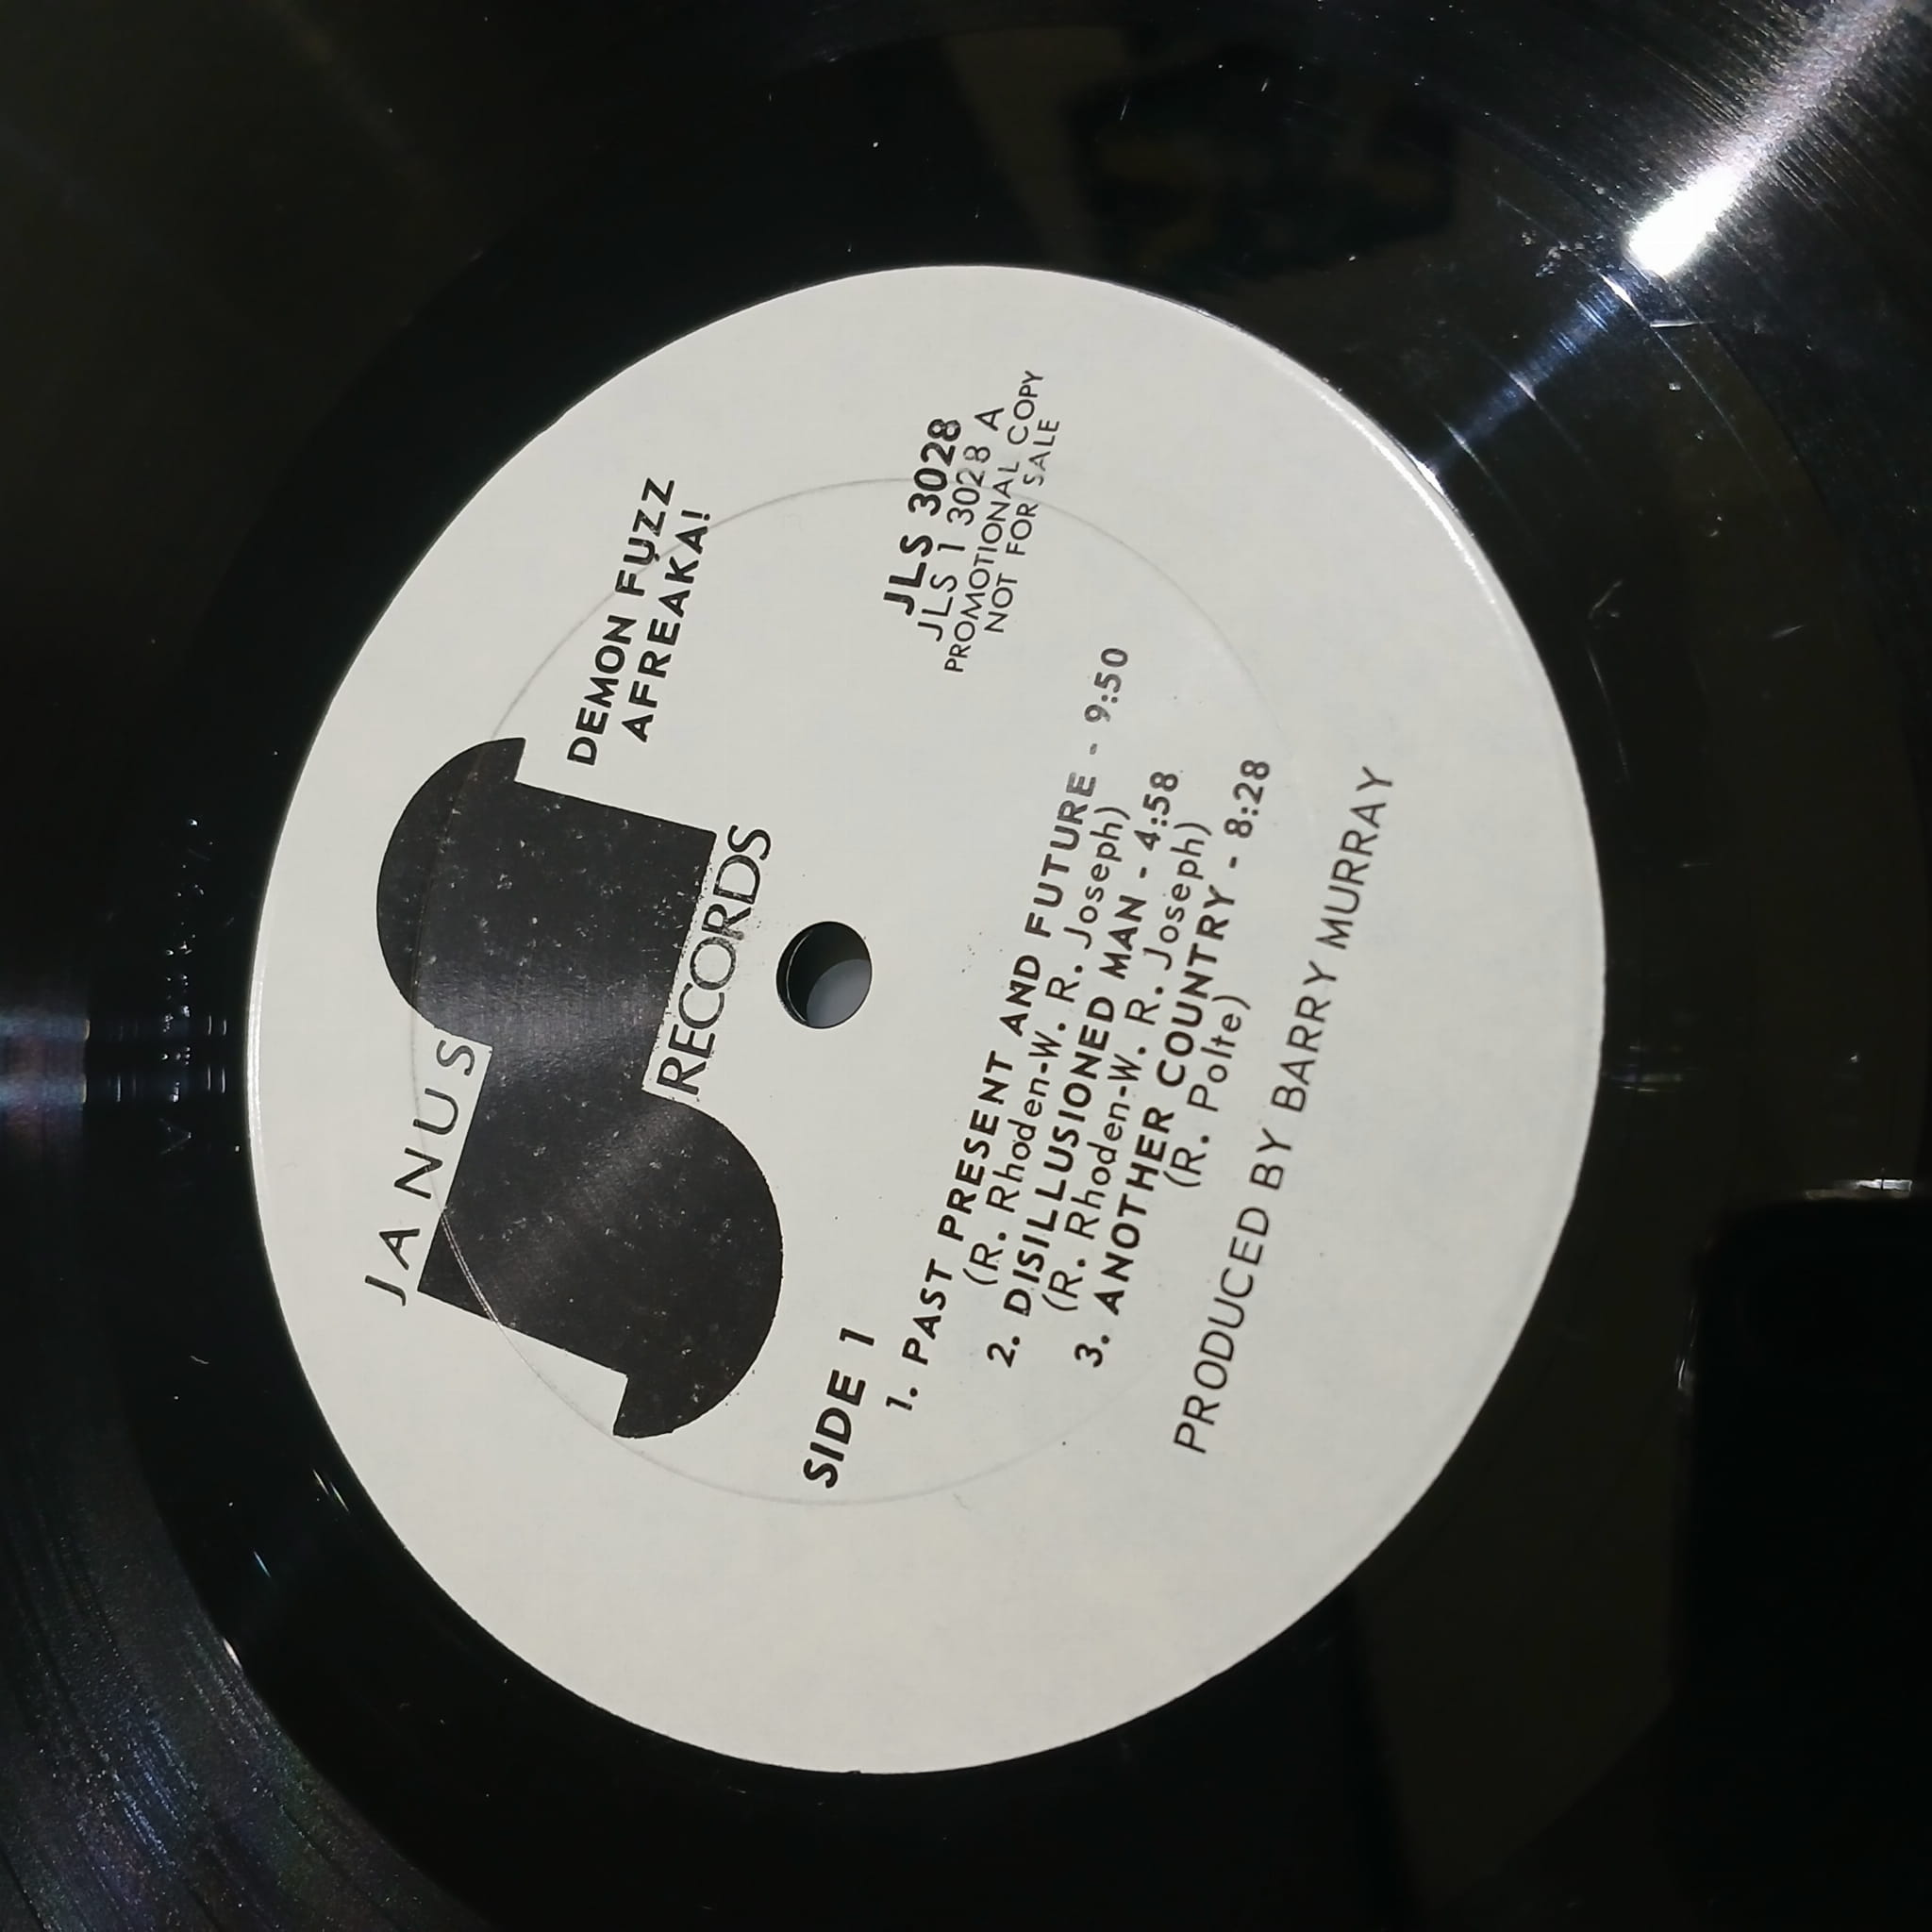 JANUS
RECORDS
DEMON FUZZ
AFREAKA!
SIDE 1
JLS 3028
JLS 1 3028 A
PROMOTIONAL COPY
NOT FOR SALE
1. PAST PRESENT AND FUTURE - 9:50
(R. Rhoden-W. R. Joseph)
2. DISILLUSIONED MAN - 4:58
(R. Rhoden-W. R. Joseph)
3. ANOTHER COUNTRY - 8:28
(R. Polte)
PRODUCED BY BARRY MURRAY